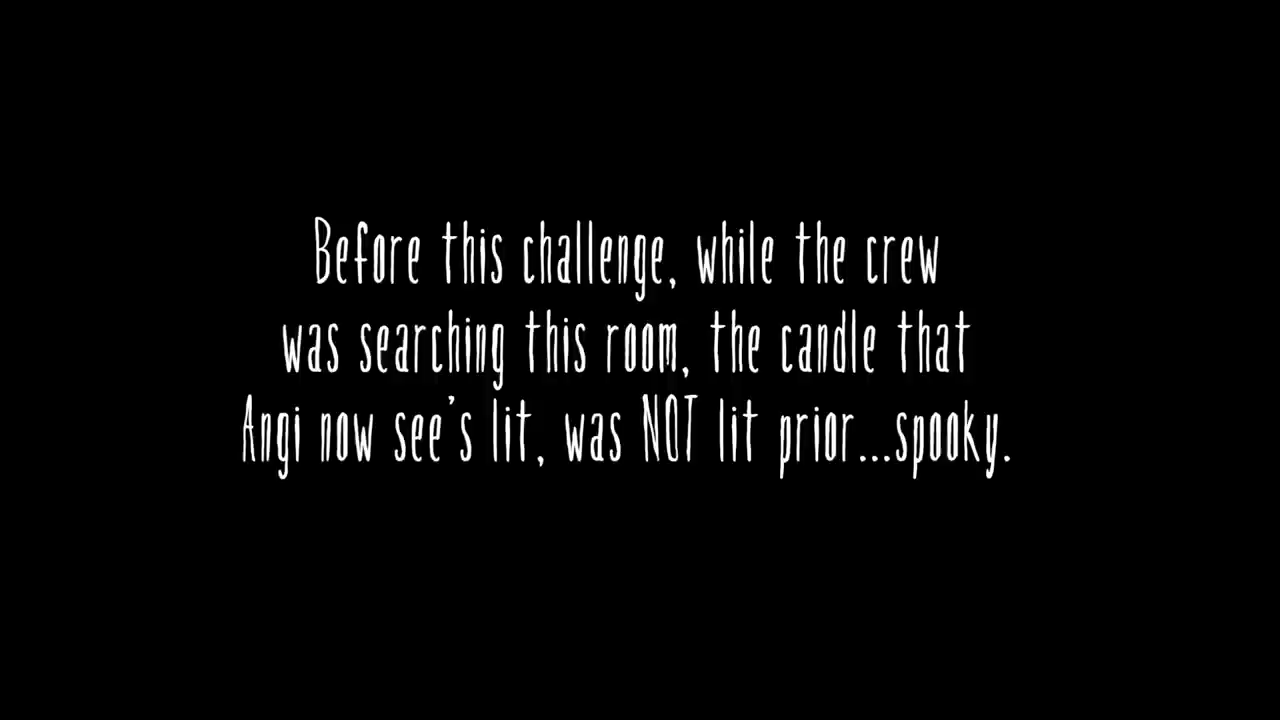 Before this challenge, while the crew
was searching this room, the candle that
Angi now see's lit, was NOT lit prior...spooky.